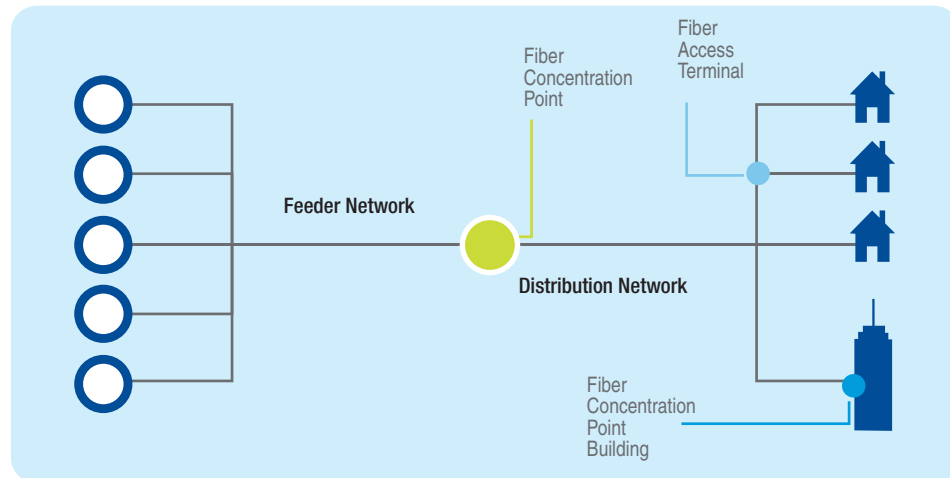 Fiber
Concentration
Point
Fiber
Access
Terminal
Feeder Network
Distribution Network
Fiber
Concentration
Point
Building